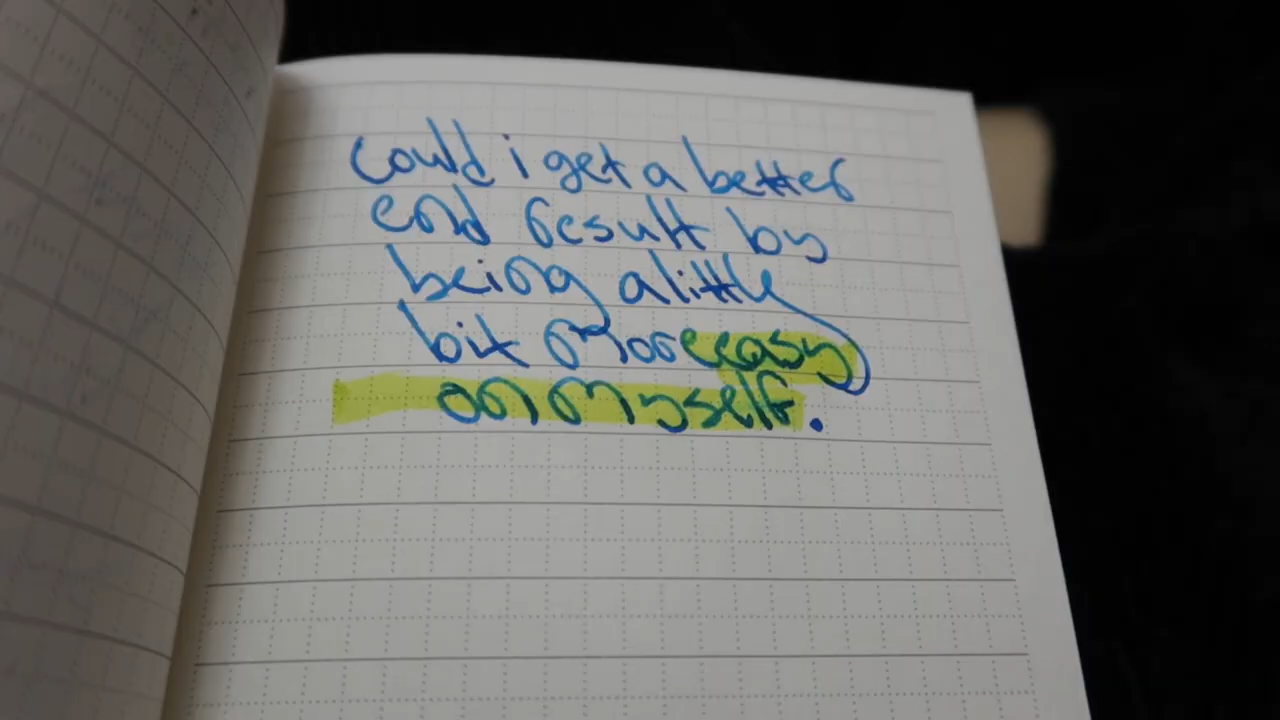 could i get a better
end result by
being a little
bit more easy
on myself.